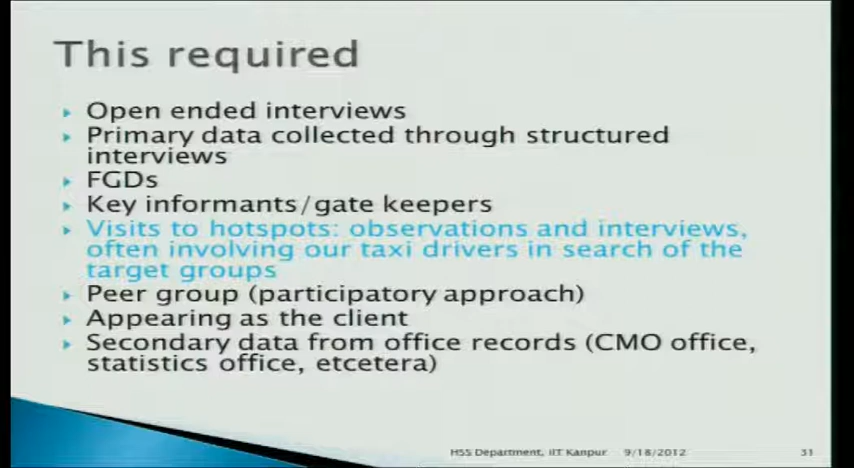 This required
Open ended interviews
Primary data collected through structured
interviews
FGDs
Key informants/gate keepers
Visits to hotspots: observations and interviews,
often involving our taxi drivers in search of the
target groups
Peer group (participatory approach)
Appearing as the client
Secondary data from office records (CMO office,
statistics office, etcetera)
HSS Department, IIT Kanpur 9/18/2012 31